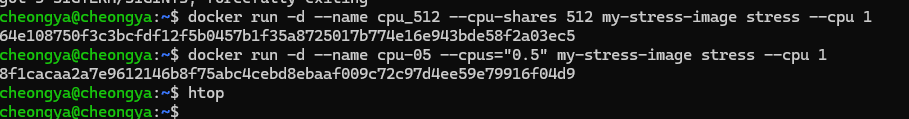 got 3 SIGTERM/SIGINTs, forcefully exiting
cheongya@cheongya:~$ docker run -d --name cpu_512 --cpu-shares 512 my-stress-image stress --cpu 1
64e108750f3c3bcfdf12f5b0457b1f35a8725017b774e16e943bde58f2a03ec5
cheongya@cheongya:~$ docker run -d --name cpu-05 --cpus="0.5" my-stress-image stress --cpu 1
8f1cacaa2a7e9612146b8f75abc4cebd8ebaaf009c72c97d4ee59e79916f04d9
cheongya@cheongya:~$ htop
cheongya@cheongya:~$